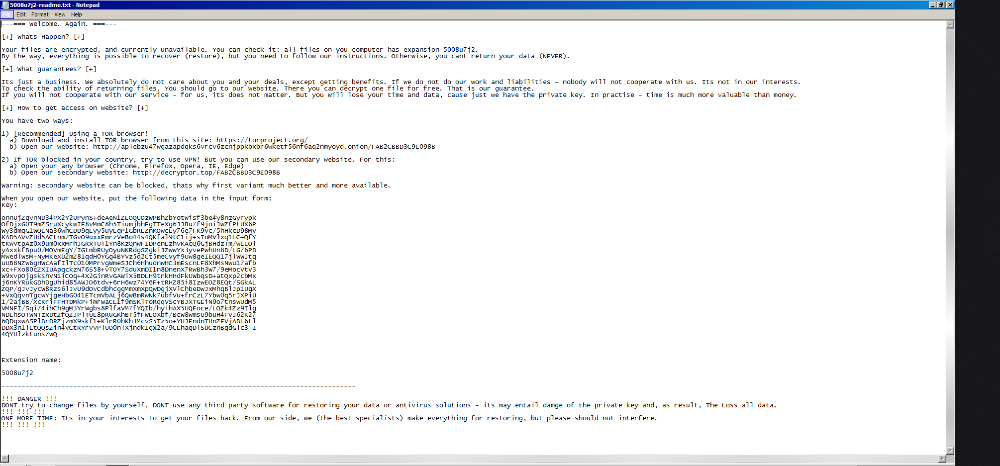 5008u7j2-readme.txt - Notepad
File Edit Format View Help
---=== Welcome. Again. ===---
[+] Whats Happen? [+]
Your files are encrypted, and currently unavailable. You can check it: all files on you computer has expansion 5008u7j2.
By the way, everything is possible to recover (restore), but you need to follow our instructions. Otherwise, you cant return your data (NEVER).
[+] What guarantees? [+]
Its just a business. We absolutely do not care about you and your deals, except getting benefits. If we do not do our work and liabilities - nobody will not cooperate with us. Its not in our interests.
To check the ability of returning files, You should go to our website. There you can decrypt one file for free. That is our guarantee.
If you will not cooperate with our service - for us, its does not matter. But you will lose your time and data, cause just we have the private key. In practise - time is much more valuable than money.
[+] How to get access on website? [+]
You have two ways:
1) [Recommended] Using a TOR browser!
a) Download and install TOR browser from this site: https://torproject.org/
b) Open our website: http://aplebzu47wgazapdqks6vrcv6zcnjppkbxbr6wketf56nf6aq2nmyoyd.onion/FAB2CBBD3C9E098B
2) If TOR blocked in your country, try to use VPN! But you can use our secondary website. For this:
a) Open your any browser (Chrome, Firefox, Opera, IE, Edge)
b) Open our secondary website: http://decryptor.top/FAB2CBBD3C9E098B
Warning: secondary website can be blocked, thats why first variant much better and more available.
When you open our website, put the following data in the input form:
Key:
onnUjZgvnND34PX2Y2UPynS+deAeN1ZLOQUOzWPBhZbYotwisf3be4y8nzGyrypk
OfDjxG0T9mZSruXcykwIF8vMmC8h5TiumjbhFgTTeXg6JJBu7f9joiJwZfPtUX6P
Wy3dmqG1WQLNa36whCDD9qLyy5uyLgP1GbREZnKOwcLy76e7FK9Vc/5hHkcD98MV
KAD5AVvZHd5ACtnm2TGvO9uxxEmrzVeBo44s4QKfal9tC1ij+sIoMVlxq1LC+QfY
tKwVtpAz0X9um0xxMrhJGRxTUT1Yn8KzQnwFIDPenEzhvKAcQ6GjBHdzTm/wELOl
yAxxkfBpu0/MOVmEgY/IGtmbRUyOyuNKRdgSZgkiJZwwYx3yvePwhUn8D/LG76PD
MwedlWsM+NyMKeXDZmZ8IqdH0YGg4BYVz5q2Ct5meCVyf9Uw8geIEQQ17jlWWJtq
uUB8NZw6gHWcAafIlTc010MPrvgWmeSJCh6HhudnwHC3mEscnLF8XhMsNwu17afb
xc+FXo80cZXIUApqckzN76S58+vTOY7SduXmDI1n8DnenX7RwBh3W7/9eMocVtV3
W9xvpOjgskshVN1iCOq+4X2GinRvGAWiX5BDLH9trkHHdFkUWbqsD+atQxp2cbMx
j6nKYRukGDhDgUhid85AWJO6tdv+6rH6wz74Y6F+tRHZ85i8IzwEOZ8EQt/SGkAL
ZQP/gJvJycW8Rzs6lJvU9dOvCdbhcggMmXmXpQwDgjXVlChbeDwJxMhqBlJp1UgX
+VxQqvnTgcwYjgeHbG041ETcmVbALj6QwBmRwNk7ubfVu+frCzL7Ybw0q5rJXPiU
1/2ajBB/XcKriFFHTDMkP+imrWaCL1f9mSKlToRqqVScYBJXTGEiN9o7tnswUdM5
VMNFI/Sqi74ihCh9gM3YrWgbs8PlfaVM7fYQIb/hyihAX5UQEoce/LOZk4Zz9Ilg
NDLhsOTWNTzxDtZfQZJPlTUL8pRuGKhBT5fFWLOXbf/BcW8wmsU9buH4FVJ62K27
6QDqxwASPlBrDRZjzmX9skf1+KlrR0hKh3McvS5Tz5o+YHJEndnTHnZFVjABL6tl
DDX3n1lEtQQsZin4vCtRYrvvPlUO0nlXjndkIgx2a/9CLhagDlSuCznBgdGlc3+I
4QYUlzktuns7wQ==
Extension name:
5008u7j2
-----------------------------------------------------------------------------------------
!!! DANGER !!!
DONT try to change files by yourself, DONT use any third party software for restoring your data or antivirus solutions - its may entail damge of the private key and, as result, The Loss all data.
!!! !!! !!!
ONE MORE TIME: Its in your interests to get your files back. From our side, we (the best specialists) make everything for restoring, but please should not interfere.
!!! !!! !!!